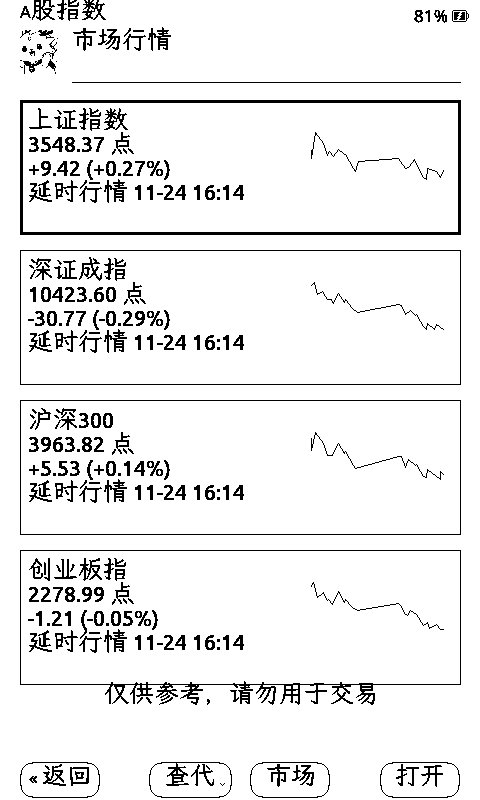 A股指数
81%
市场行情
上证指数
3548.37 点
+9.42 (+0.27%)
延时行情 11-24 16:14
深证成指
10423.60 点
-30.77 (-0.29%)
延时行情 11-24 16:14
沪深300
3963.82 点
+5.53 (+0.14%)
延时行情 11-24 16:14
创业板指
2278.99 点
-1.21 (-0.05%)
延时行情 11-24 16:14
仅供参考，请勿用于交易
«返回 查代 市场 打开